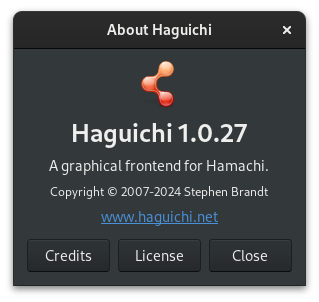 About Haguichi
Haguichi 1.0.27
A graphical frontend for Hamachi.
Copyright © 2007-2024 Stephen Brandt
www.haguichi.net
Credits License Close